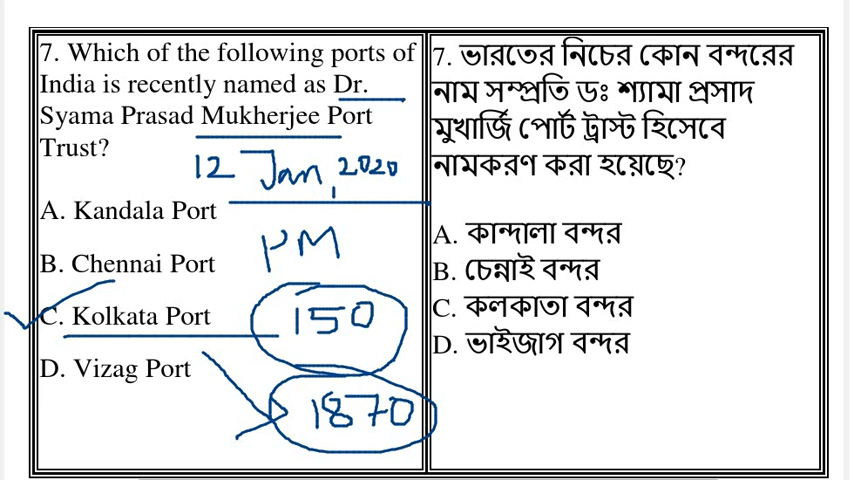 7. Which of the following ports of
India is recently named as Dr.
Syama Prasad Mukherjee Port
Trust?
12 Jan, 2020
A. Kandala Port
PM
B. Chennai Port
C. Kolkata Port
150
D. Vizag Port
1870
7. ভারতের নিচের কোন বন্দরের
নাম সম্প্রতি ডঃ শ্যামা প্রসাদ
মুখার্জি পোর্ট ট্রাস্ট হিসেবে
নামকরণ করা হয়েছে?
A. কান্দালা বন্দর
B. চেন্নাই বন্দর
C. কলকাতা বন্দর
D. ভাইজাগ বন্দর